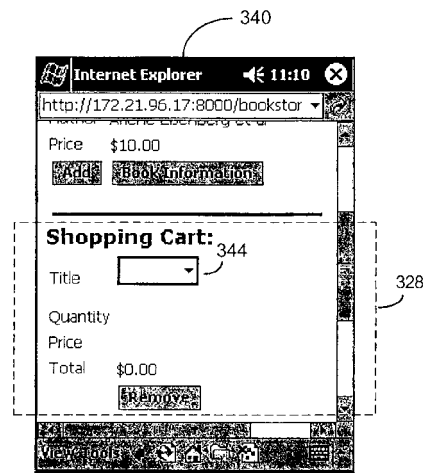 340
Internet Explorer 11:10
http://172.21.96.17:8000/bookstor
Price $10.00
Add Book Information
Shopping Cart:
344
Title
328
Quantity
Price
Total $0.00
Remove
View Tools